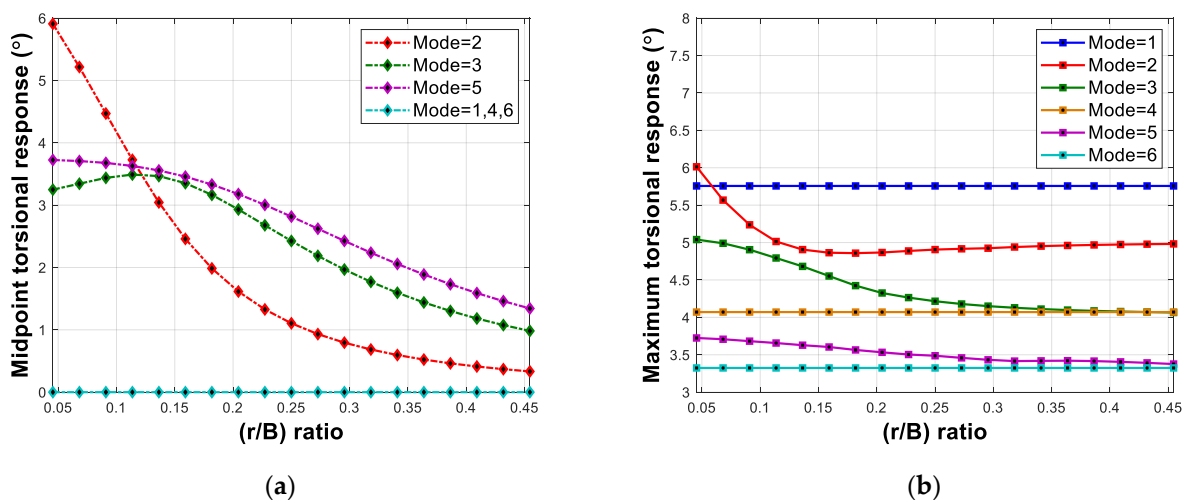 Midpoint torsional response (°)
6
5
4
3
2
1
0
0.05 0.1 0.15 0.2 0.25 0.3 0.35 0.4 0.45
(r/B) ratio
Mode=2
Mode=3
Mode=5
Mode=1,4,6
(a)
Maximum torsional response (°)
8
7.5
7
6.5
6
5.5
5
4.5
4
3.5
3
0.05 0.1 0.15 0.2 0.25 0.3 0.35 0.4 0.45
(r/B) ratio
Mode=1
Mode=2
Mode=3
Mode=4
Mode=5
Mode=6
(b)